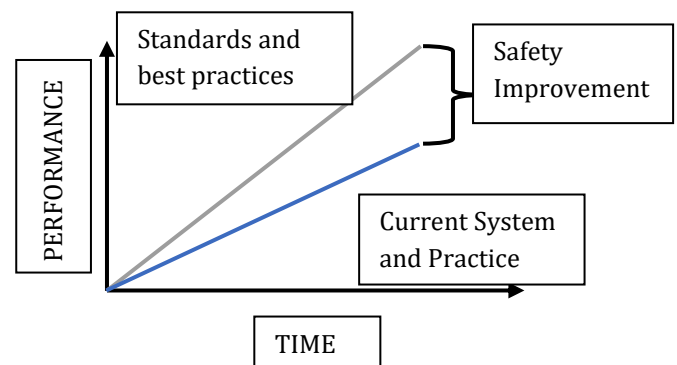 Standards and
best practices
Safety
Improvement
PERFORMANCE
Current System
and Practice
TIME